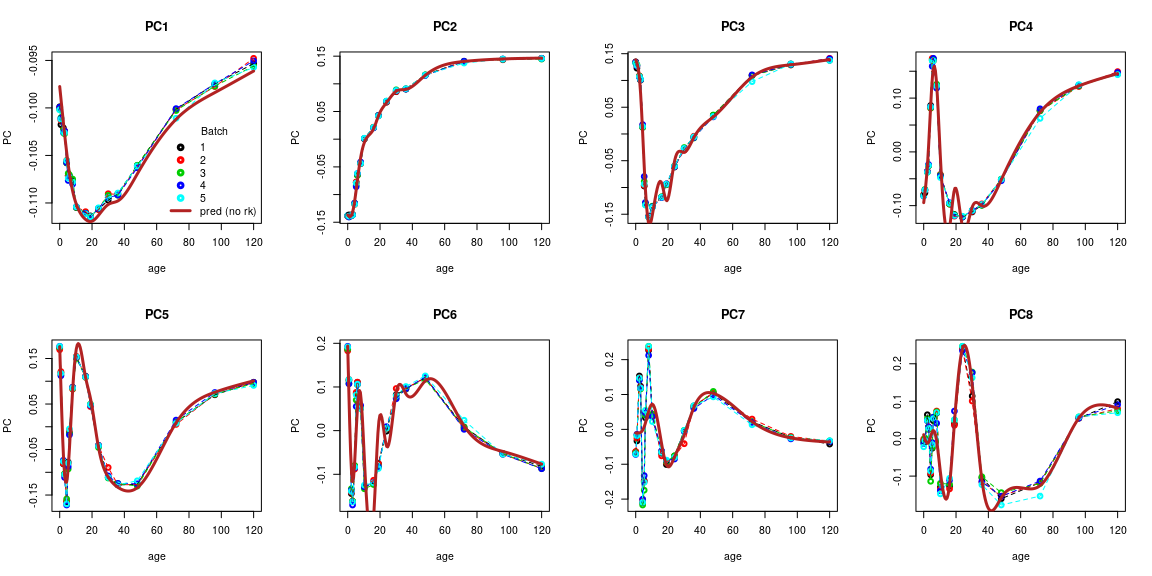 PC1
PC
-0.110
-0.105
-0.100
-0.095
0 20 40 60 80 100 120
age
Batch
1
2
3
4
5
pred (no rk)
PC2
PC
-0.15
-0.05
0.05
0.15
0 20 40 60 80 100 120
age
PC3
PC
-0.15
-0.05
0.05
0.15
0 20 40 60 80 100 120
age
PC4
PC
-0.10
0.00
0.10
0 20 40 60 80 100 120
age
PC5
PC
-0.15
-0.05
0.05
0.15
0 20 40 60 80 100 120
age
PC6
PC
-0.1
0.0
0.1
0.2
0 20 40 60 80 100 120
age
PC7
PC
-0.2
-0.1
0.0
0.1
0.2
0 20 40 60 80 100 120
age
PC8
PC
-0.1
0.0
0.1
0.2
0 20 40 60 80 100 120
age